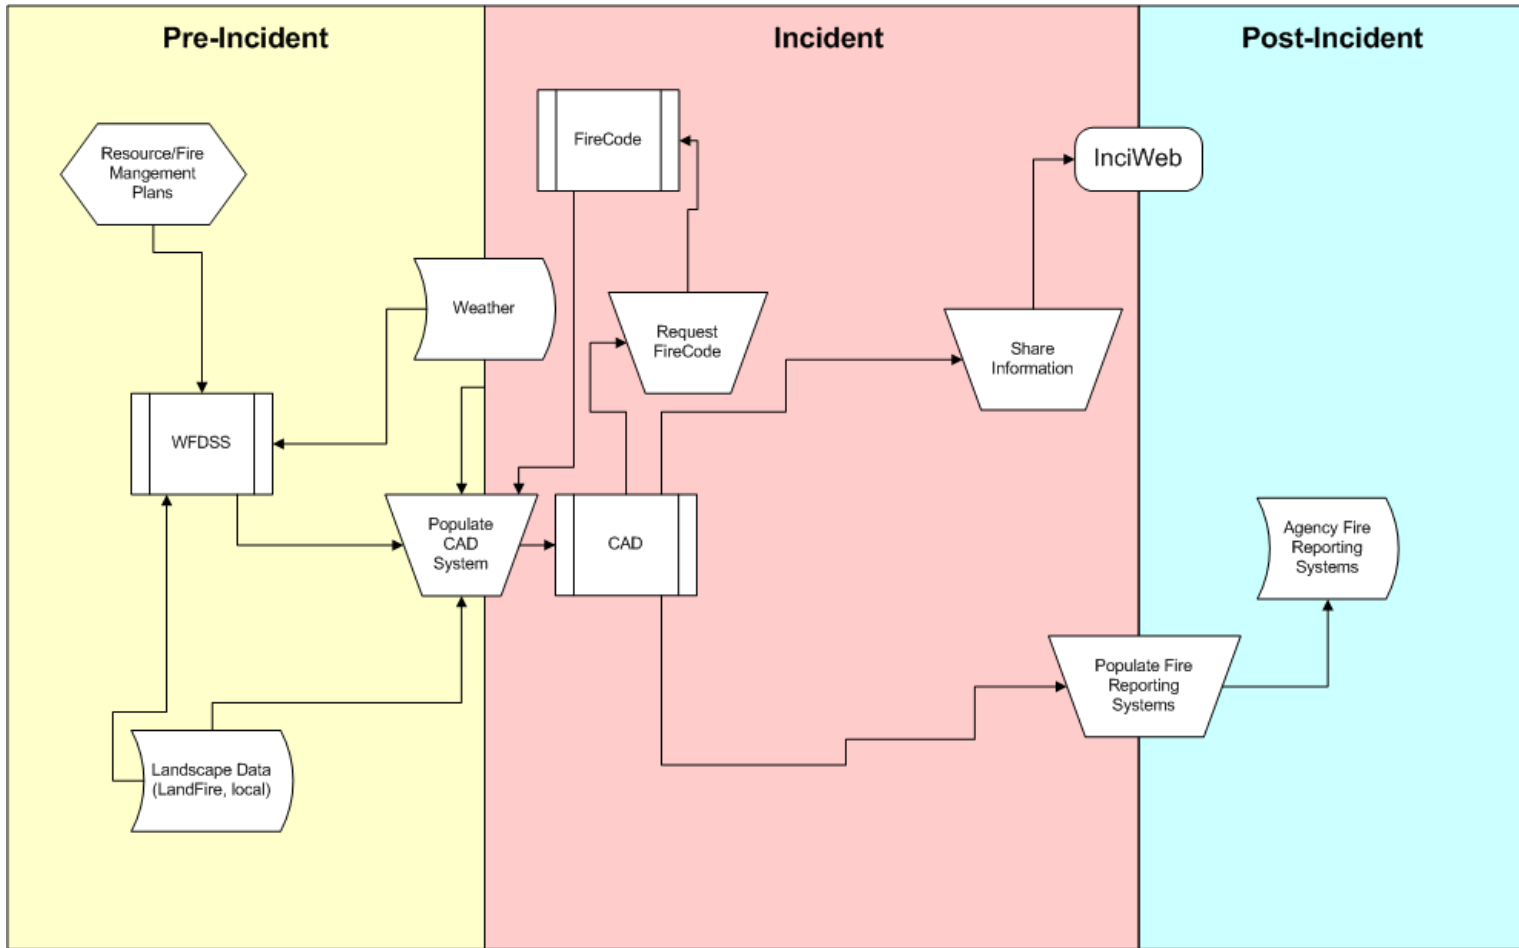 Pre-Incident
Incident
Post-Incident
FireCode
InciWeb
Resource/Fire
Mangement
Plans
Weather
Request
FireCode
Share
Information
WFDSS
Populate
CAD
System
CAD
Agency Fire
Reporting
Systems
Populate Fire
Reporting
Systems
Landscape Data
(LandFire, local)